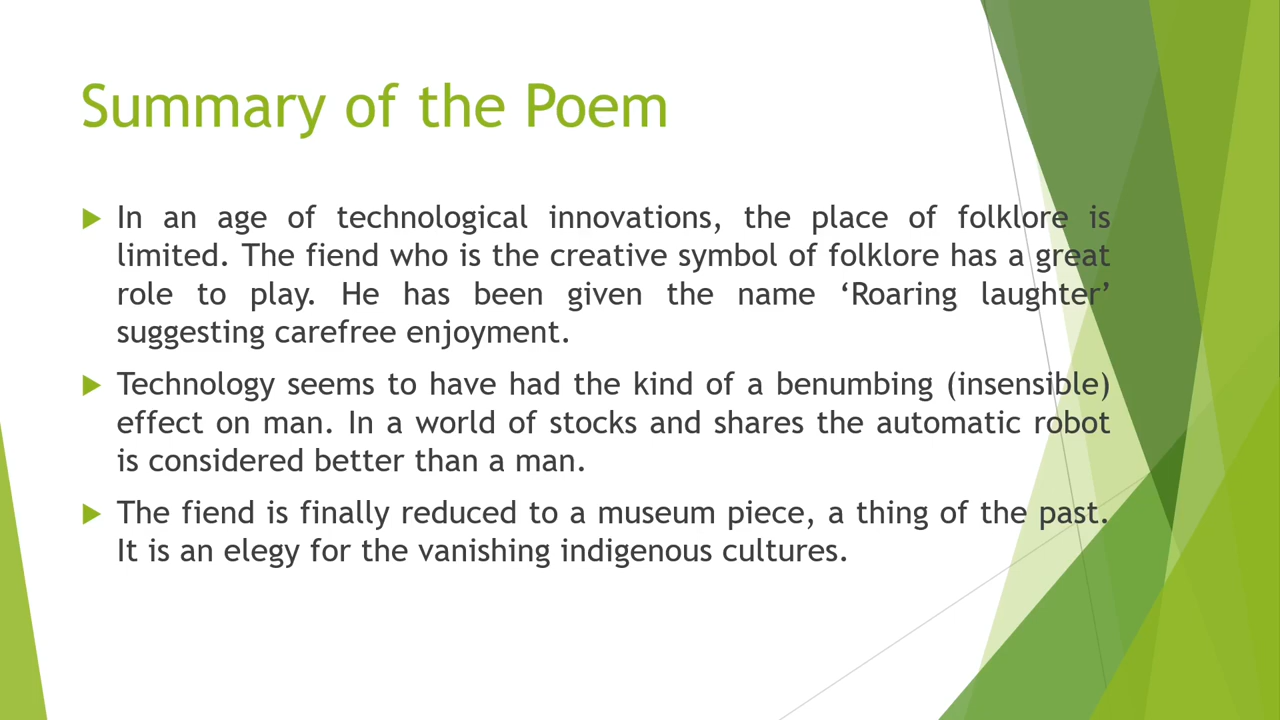 Summary of the Poem
In an age of technological innovations, the place of folklore is
limited. The fiend who is the creative symbol of folklore has a great
role to play. He has been given the name ‘Roaring laughter’
suggesting carefree enjoyment.
Technology seems to have had the kind of a benumbing (insensible)
effect on man. In a world of stocks and shares the automatic robot
is considered better than a man.
The fiend is finally reduced to a museum piece, a thing of the past.
It is an elegy for the vanishing indigenous cultures.